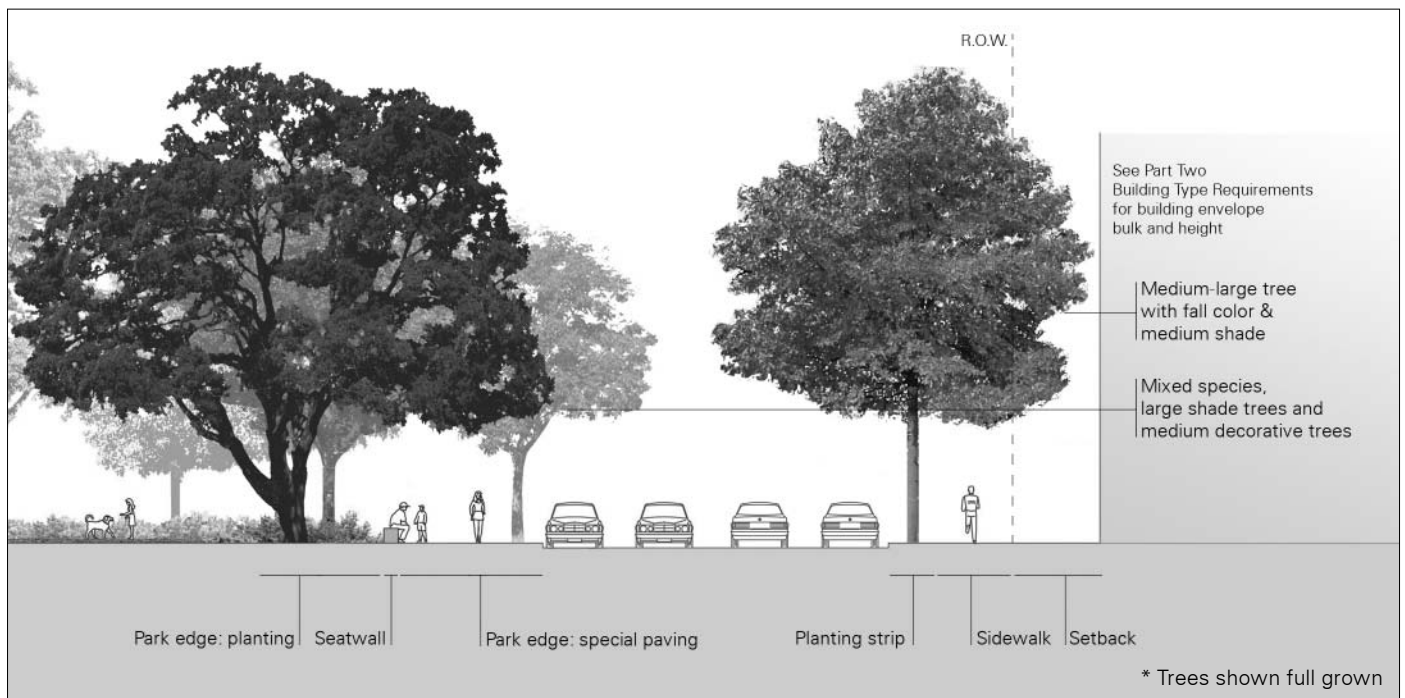 R.O.W.
See Part Two
Building Type Requirements
for building envelope
bulk and height
Medium-large tree
with fall color &
medium shade
Mixed species,
large shade trees and
medium decorative trees
Park edge: planting
Seatwall
Park edge: special paving
Planting strip
Sidewalk
Setback
* Trees shown full grown